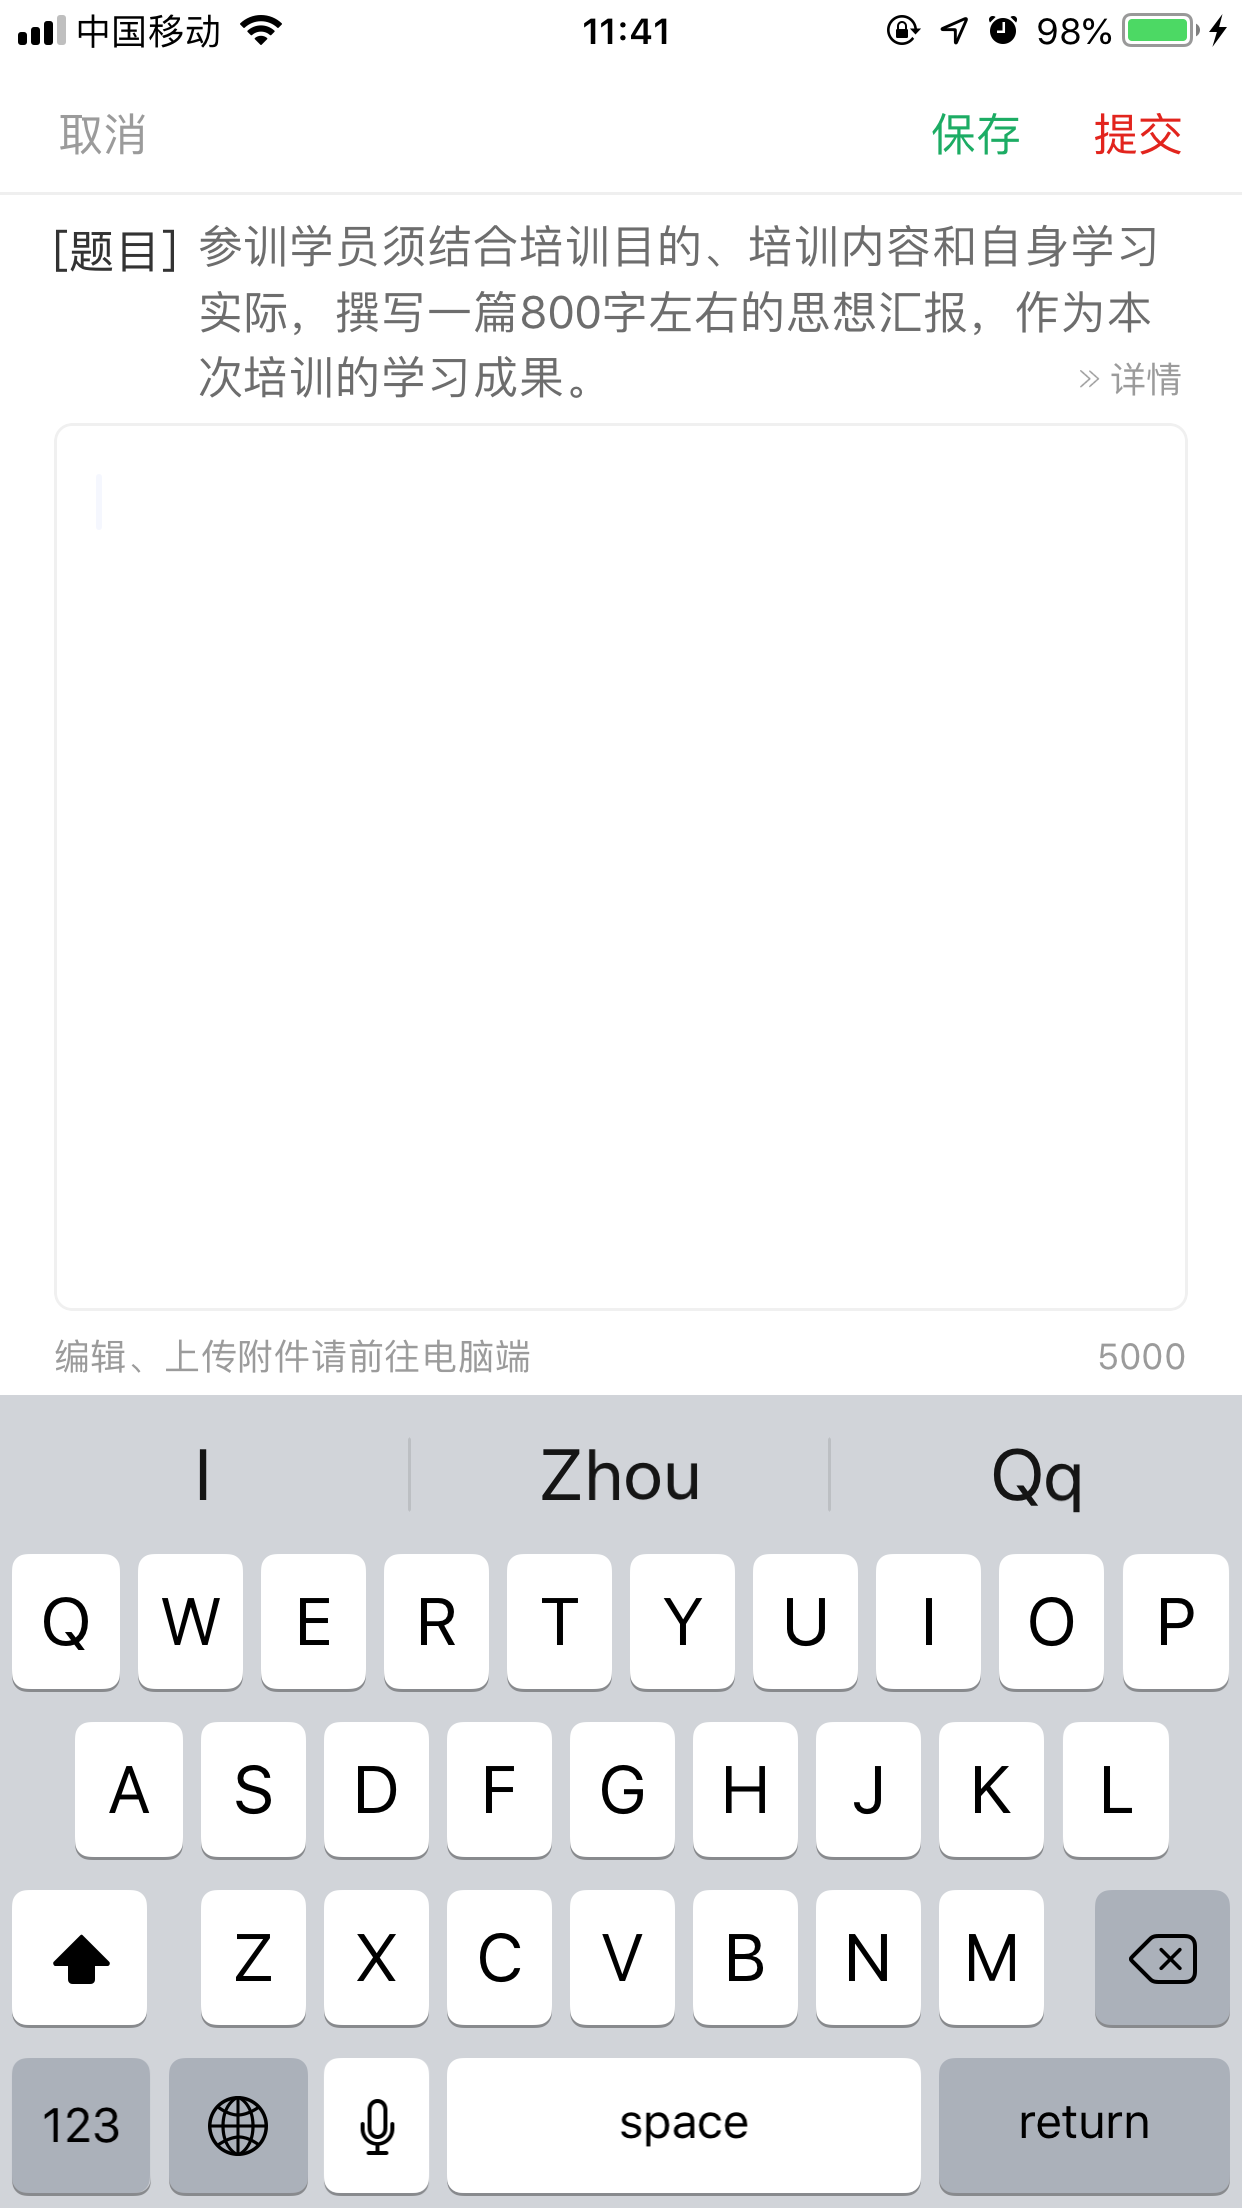 中国移动 11:41 98%
取消 保存 提交
[题目] 参训学员须结合培训目的、培训内容和自身学习
实际，撰写一篇800字左右的思想汇报，作为本
次培训的学习成果。 » 详情
编辑、上传附件请前往电脑端 5000
I Zhou Qq
Q W E R T Y U I O P
A S D F G H J K L
Z X C V B N M
123 space return